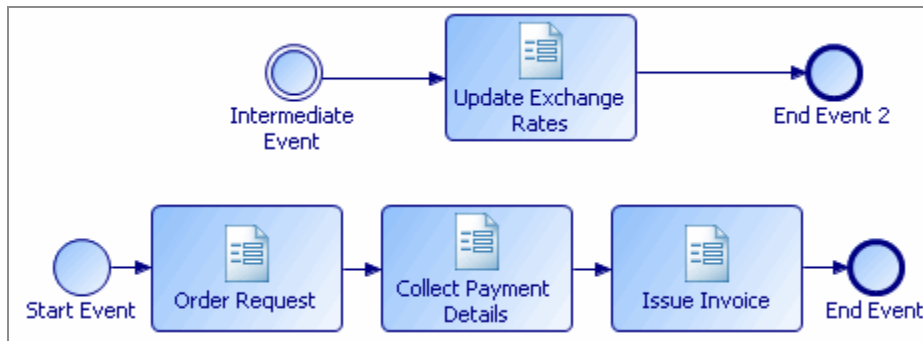 Intermediate
Event
Update Exchange
Rates
End Event 2
Start Event
Order Request
Collect Payment
Details
Issue Invoice
End Event